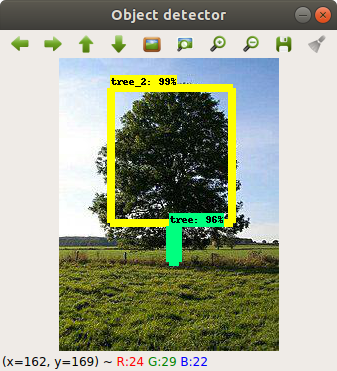 Object detector
tree_2: 99%
tree: 96%
(x=162, y=169) ~ R:24 G:29 B:22